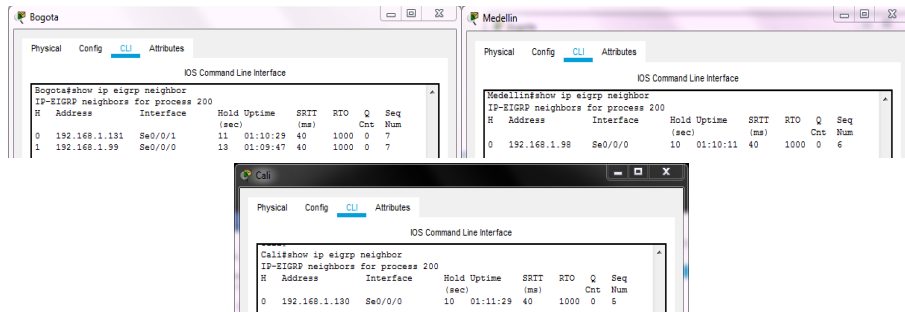 Bogota
Physical Config CLI Attributes
IOS Command Line Interface
Bogota#show ip eigrp neighbor
IP-EIGRP neighbors for process 200
H Address Interface Hold Uptime SRTT RTO Q Seq
(sec) (ms) Cnt Num
0 192.168.1.131 Se0/0/1 11 01:10:29 40 1000 0 7
1 192.168.1.99 Se0/0/0 13 01:09:47 40 1000 0 7
Medellin
Physical Config CLI Attributes
IOS Command Line Interface
Medellin#show ip eigrp neighbor
IP-EIGRP neighbors for process 200
H Address Interface Hold Uptime SRTT RTO Q Seq
(sec) (ms) Cnt Num
0 192.168.1.98 Se0/0/0 10 01:10:11 40 1000 0 6
Cali
Physical Config CLI Attributes
IOS Command Line Interface
Cali#show ip eigrp neighbor
IP-EIGRP neighbors for process 200
H Address Interface Hold Uptime SRTT RTO Q Seq
(sec) (ms) Cnt Num
0 192.168.1.130 Se0/0/0 10 01:11:29 40 1000 0 5